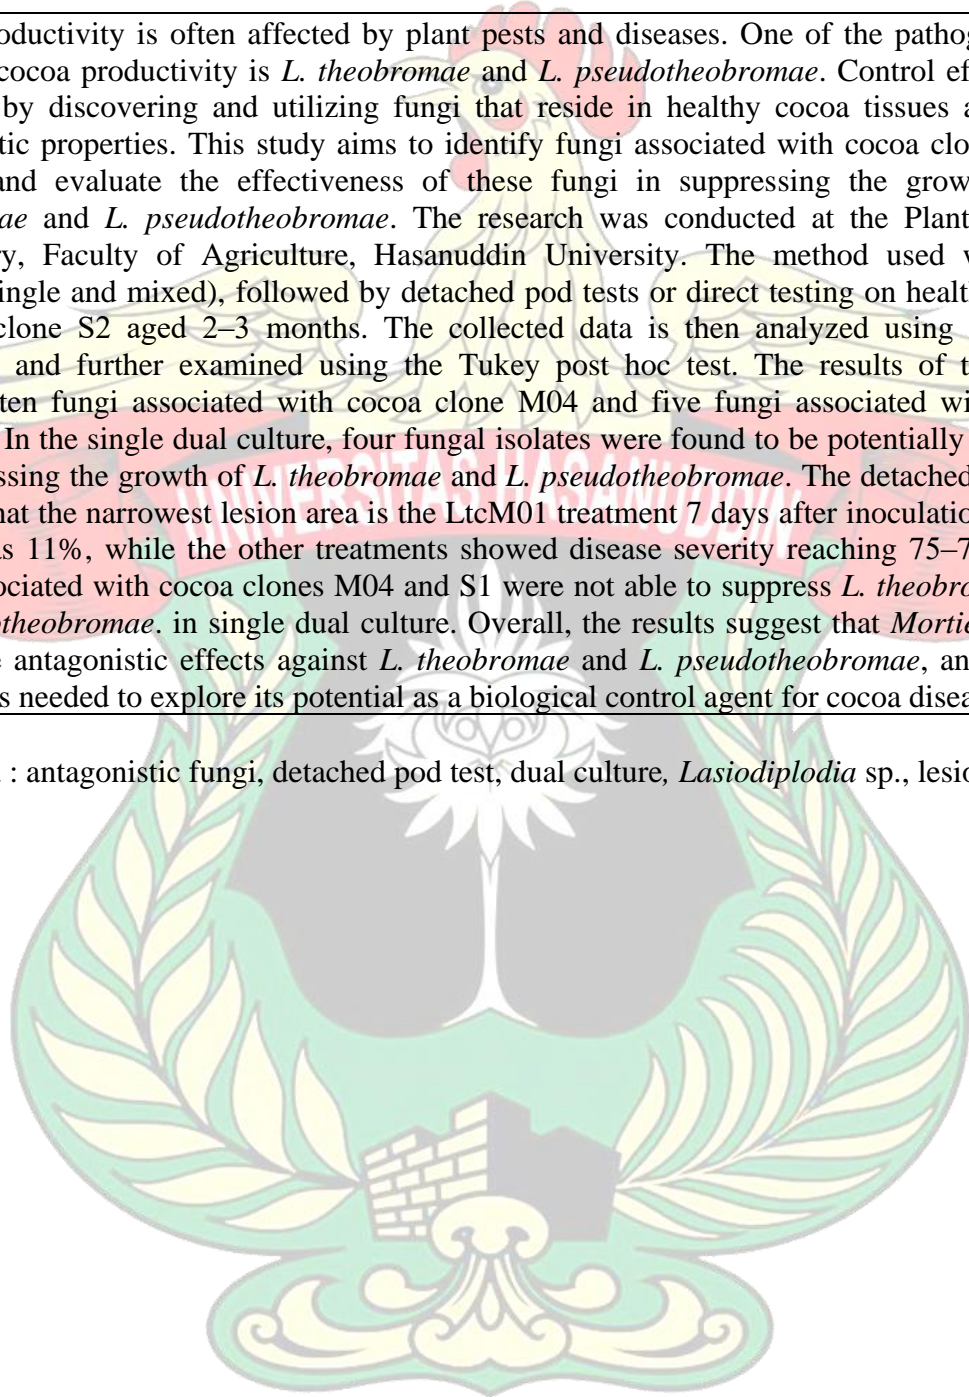 oductivity is often affected by plant pests and diseases. One of the pathog
cocoa productivity is L. theobromae and L. pseudotheobromae. Control ef
by discovering and utilizing fungi that reside in healthy cocoa tissues a
tic properties. This study aims to identify fungi associated with cocoa clo
and evaluate the effectiveness of these fungi in suppressing the grow
ae and L. pseudotheobromae. The research was conducted at the Plant
ry, Faculty of Agriculture, Hasanuddin University. The method used w
ingle and mixed), followed by detached pod tests or direct testing on health
clone S2 aged 2–3 months. The collected data is then analyzed using
and further examined using the Tukey post hoc test. The results of t
ten fungi associated with cocoa clone M04 and five fungi associated wi
In the single dual culture, four fungal isolates were found to be potentially
ssing the growth of L. theobromae and L. pseudotheobromae. The detached
UNIVERSITAS HASANUDDIN
hat the narrowest lesion area is the LtcM01 treatment 7 days after inoculatio
as 11%, while the other treatments showed disease severity reaching 75–7
ociated with cocoa clones M04 and S1 were not able to suppress L. theobro
otheobromae. in single dual culture. Overall, the results suggest that Mortie
e antagonistic effects against L. theobromae and L. pseudotheobromae, an
s needed to explore its potential as a biological control agent for cocoa disea
: antagonistic fungi, detached pod test, dual culture, Lasiodiplodia sp., lesio